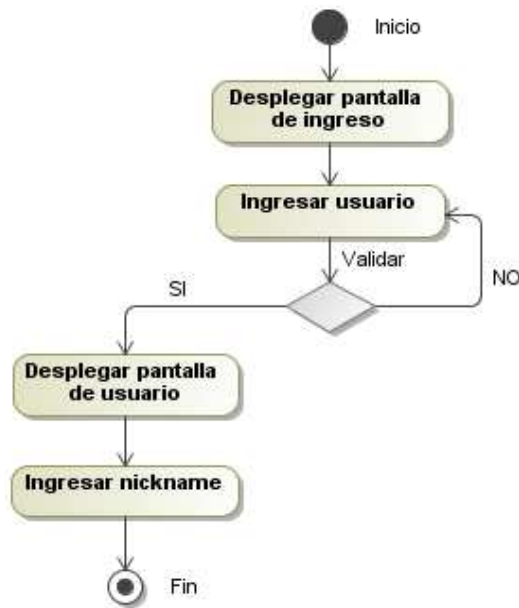 Inicio
Desplegar pantalla
de ingreso
Ingresar usuario
Validar
NO
SI
Desplegar pantalla
de usuario
Ingresar nickname
Fin